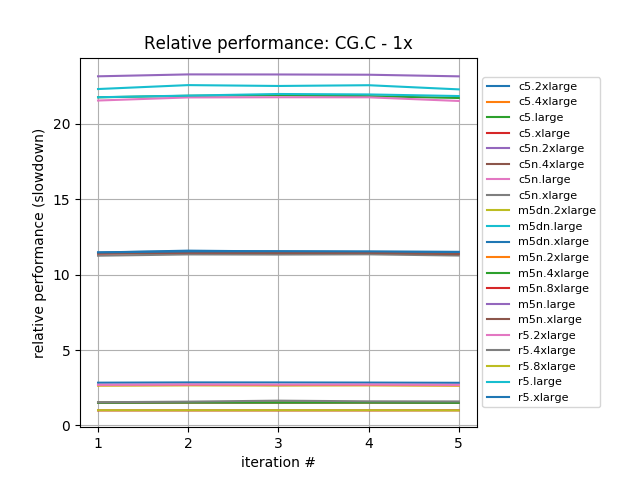 Relative performance: CG.C - 1x
relative performance (slowdown)
20
15
10
5
0
1 2 3 4 5
iteration #
c5.2xlarge
c5.4xlarge
c5.large
c5.xlarge
c5n.2xlarge
c5n.4xlarge
c5n.large
c5n.xlarge
m5dn.2xlarge
m5dn.large
m5dn.xlarge
m5n.2xlarge
m5n.4xlarge
m5n.8xlarge
m5n.large
m5n.xlarge
r5.2xlarge
r5.4xlarge
r5.8xlarge
r5.large
r5.xlarge